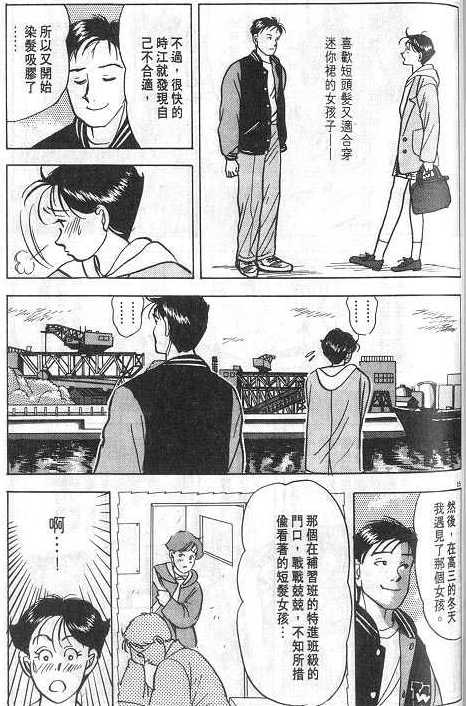 喜歡短頭髮又適合穿
迷你裙的女孩子——
不過，很快的
時江就發現自
己不合適，
所以又開始
染髮吸膠了
……
……
……
15
然後，在高三的冬天
我遇見了那個女孩。
那個在補習班的特進班級的
門口，戰戰兢兢，不知所措
偷看著的短髮女孩…
啊…